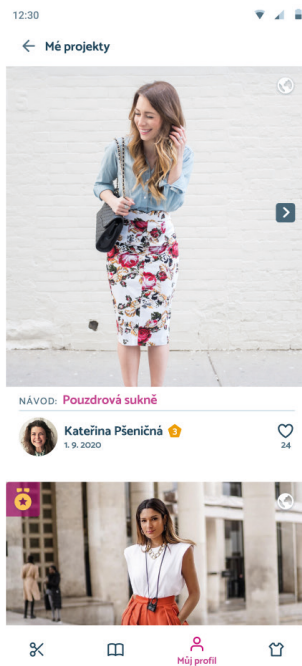 12:30
Mé projekty
NÁVOD: Pouzdrová sukně
Kateřina Pšeničná 3
1. 9. 2020
24
Můj profil